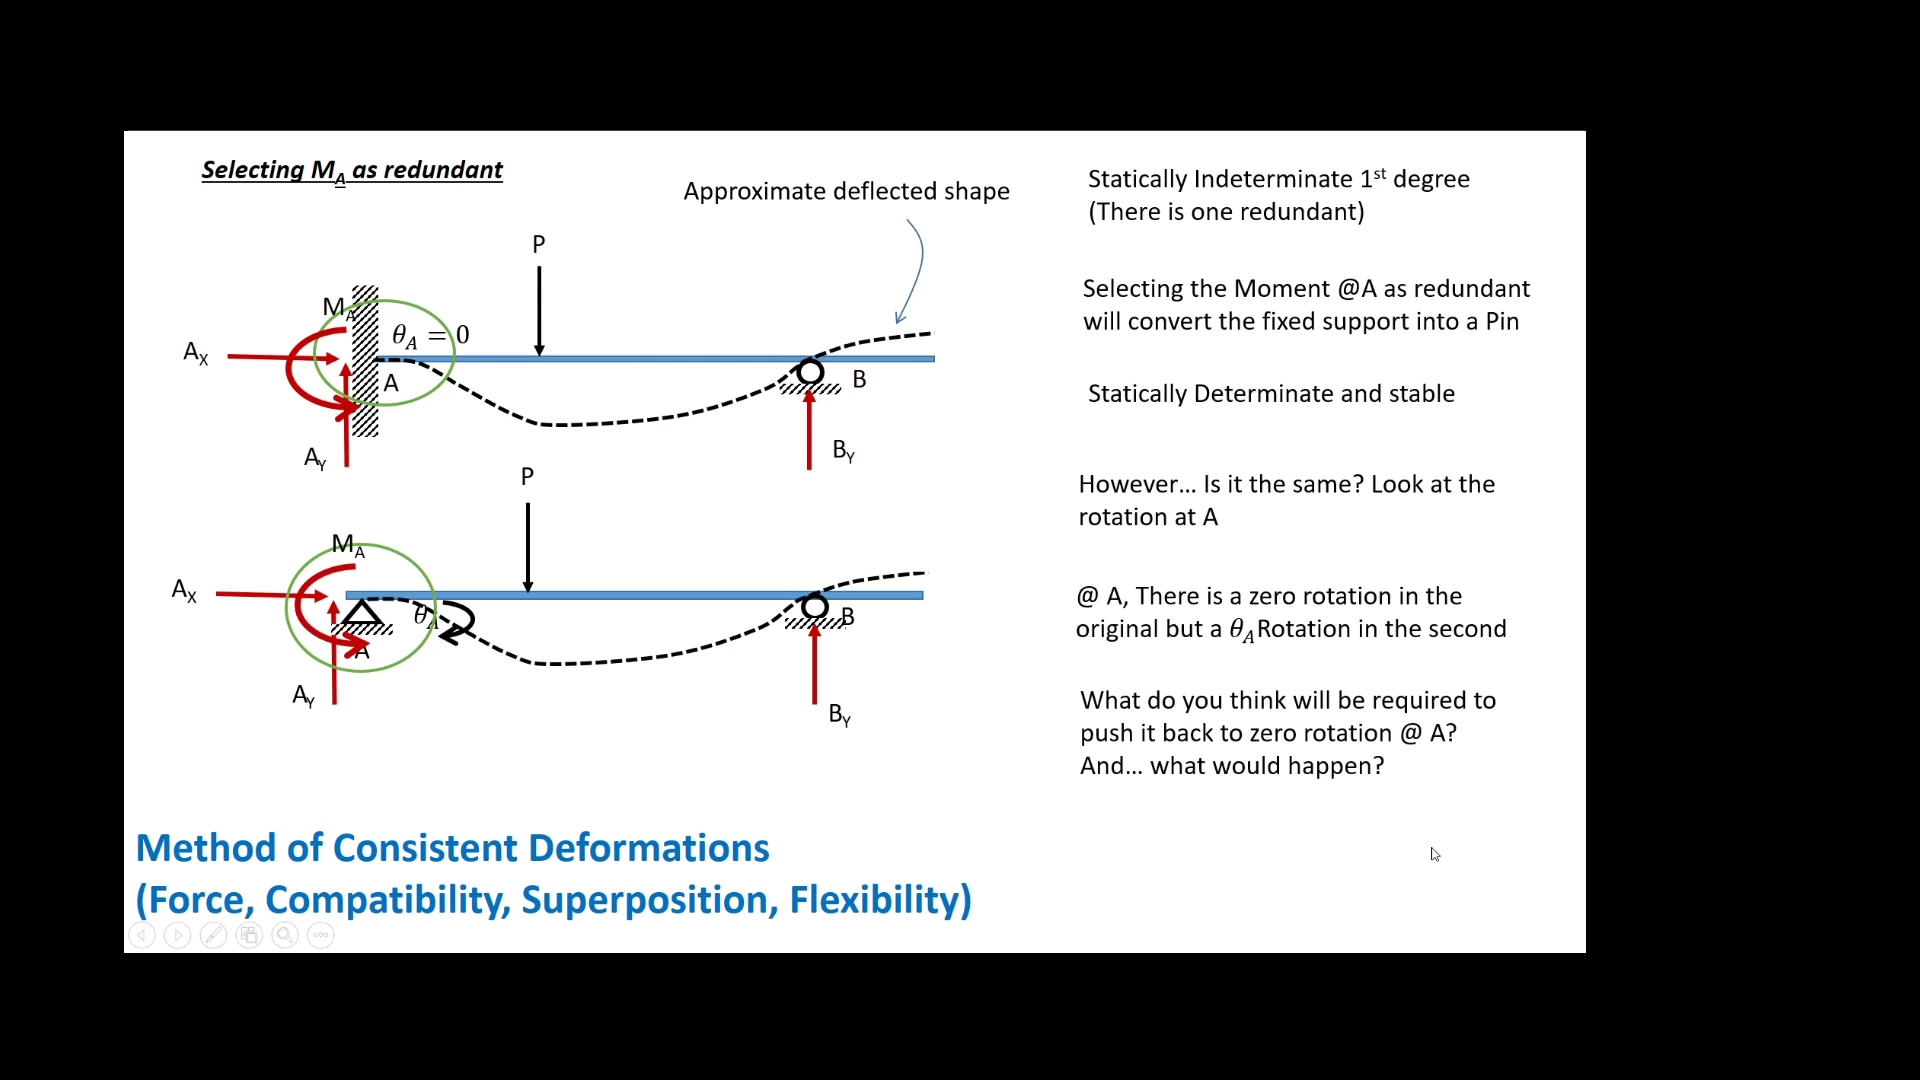 Selecting M_A as redundant
Approximate deflected shape
P
M_A
θ_A = 0
A_X
A
B
A_Y
B_Y
P
M_A
A_X
θ_A
B
A
A_Y
B_Y
Statically Indeterminate 1st degree
(There is one redundant)
Selecting the Moment @A as redundant
will convert the fixed support into a Pin
Statically Determinate and stable
However... Is it the same? Look at the
rotation at A
@ A, There is a zero rotation in the
original but a θ_A Rotation in the second
What do you think will be required to
push it back to zero rotation @ A?
And... what would happen?
Method of Consistent Deformations
(Force, Compatibility, Superposition, Flexibility)